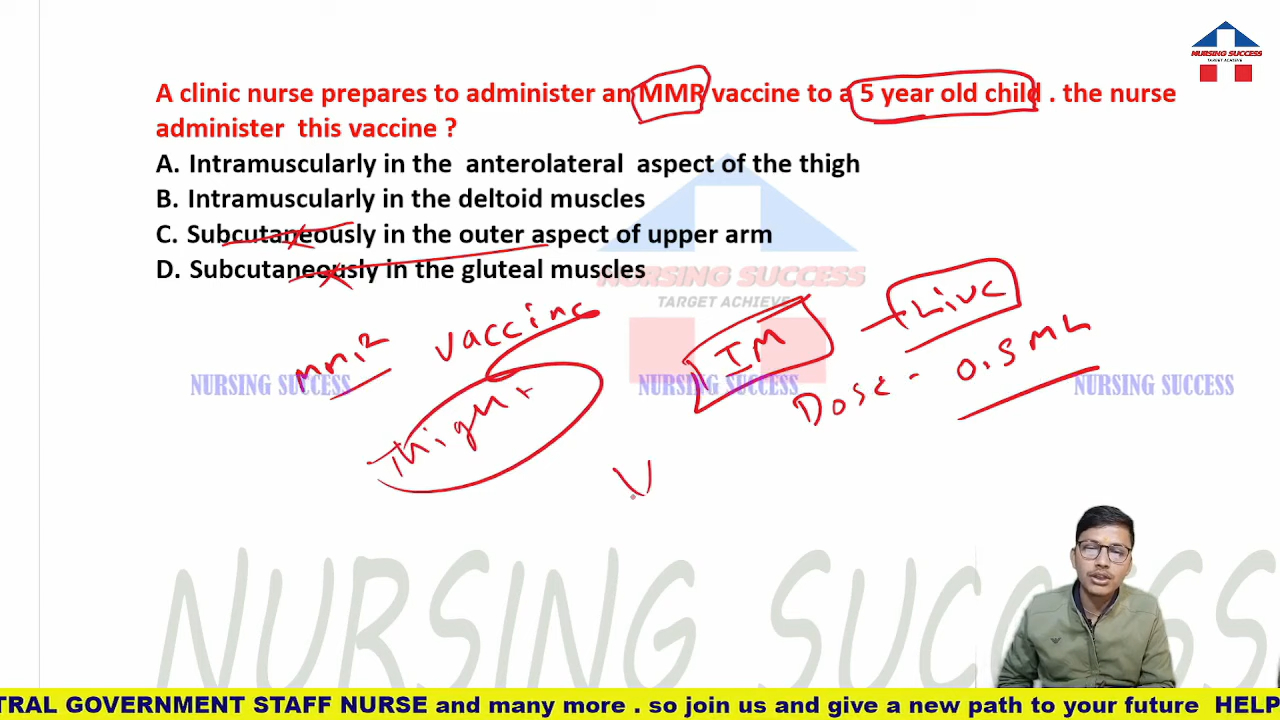 NURSING SUCCESS
TARGET ACHIEVE
A clinic nurse prepares to administer an MMR vaccine to a 5 year old child . the nurse
administer this vaccine ?
A. Intramuscularly in the anterolateral aspect of the thigh
B. Intramuscularly in the deltoid muscles
C. Subcutaneously in the outer aspect of upper arm
D. Subcutaneously in the gluteal muscles
NURSING SUCCESS
TARGET ACHIEVE
vaccine
IM
Live
Dose - 0.5 ML
NURSING SUCCESS NURSING SUCCESS NURSING SUCCESS
V
NURSING SUCCESS
TRAL GOVERNMENT STAFF NURSE and many more . so join us and give a new path to your future HELP